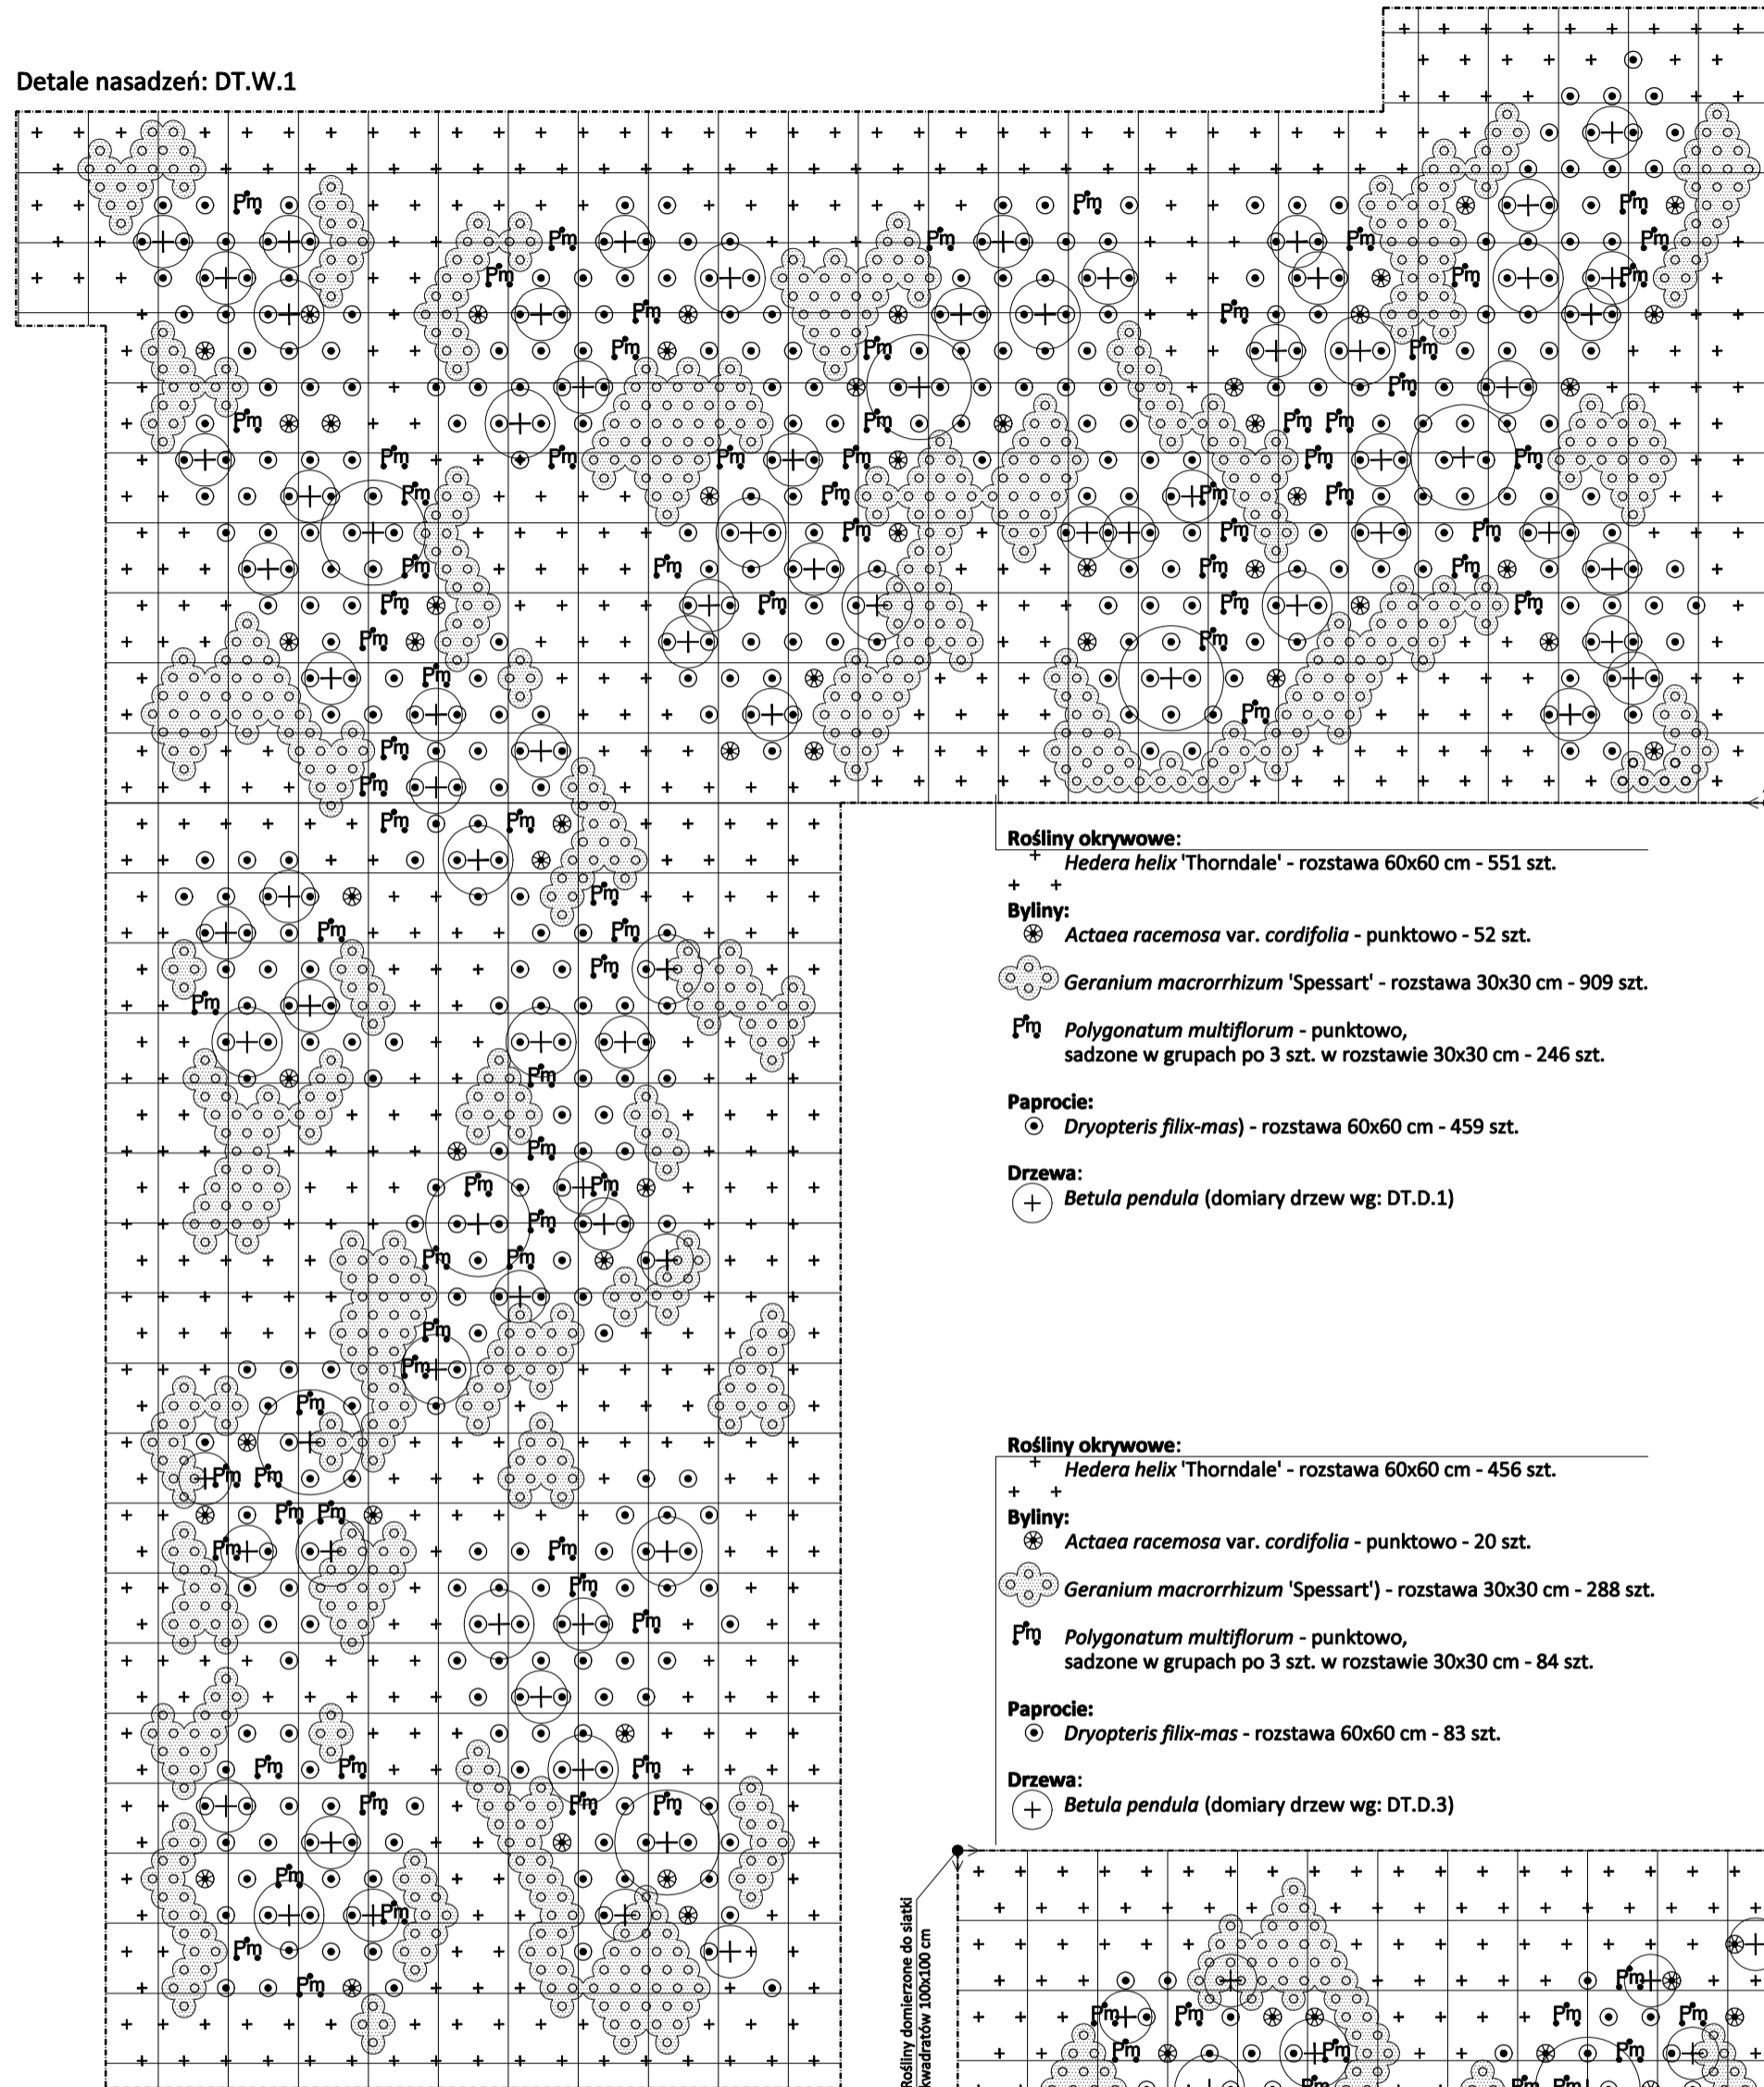 Detale nasadzeń: DT.W.1
Rośliny okrywowe:
Hedera helix 'Thorndale' - rozstawa 60x60 cm - 551 szt.
Byliny:
Actaea racemosa var. cordifolia - punktowo - 52 szt.
Geranium macrorrhizum 'Spessart' - rozstawa 30x30 cm - 909 szt.
Pm Polygonatum multiflorum - punktowo,
sadzone w grupach po 3 szt. w rozstawie 30x30 cm - 246 szt.
Paprocie:
Dryopteris filix-mas) - rozstawa 60x60 cm - 459 szt.
Drzewa:
Betula pendula (domiary drzew wg: DT.D.1)
Rośliny okrywowe:
Hedera helix 'Thorndale' - rozstawa 60x60 cm - 456 szt.
Byliny:
Actaea racemosa var. cordifolia - punktowo - 20 szt.
Geranium macrorrhizum 'Spessart') - rozstawa 30x30 cm - 288 szt.
Pm Polygonatum multiflorum - punktowo,
sadzone w grupach po 3 szt. w rozstawie 30x30 cm - 84 szt.
Paprocie:
Dryopteris filix-mas - rozstawa 60x60 cm - 83 szt.
Drzewa:
Betula pendula (domiary drzew wg: DT.D.3)
Rośliny domierzone do siatki
kwadratów 100x100 cm